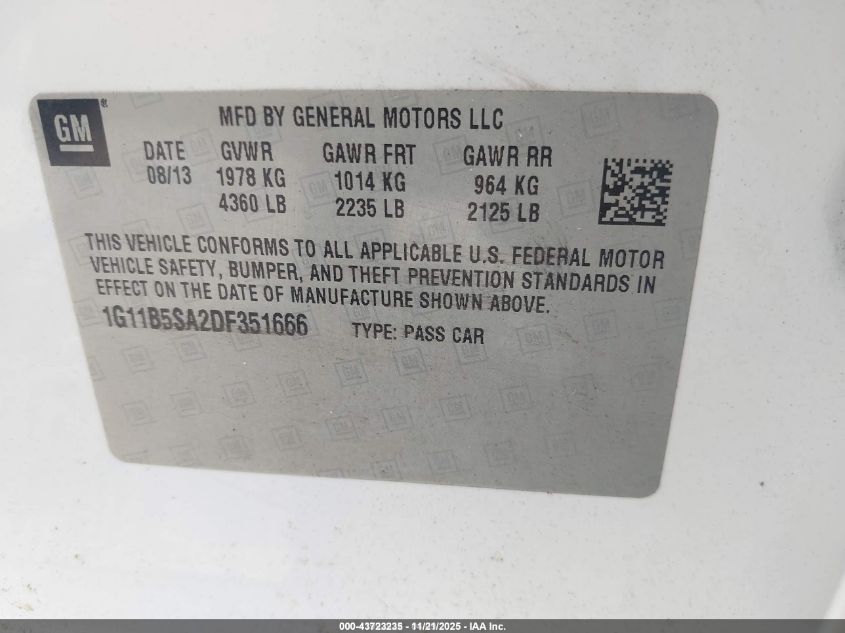 GM®
MFD BY GENERAL MOTORS LLC
DATE GVWR GAWR FRT GAWR RR
08/13 1978 KG 1014 KG 964 KG
4360 LB 2235 LB 2125 LB
THIS VEHICLE CONFORMS TO ALL APPLICABLE U.S. FEDERAL MOTOR
VEHICLE SAFETY, BUMPER, AND THEFT PREVENTION STANDARDS IN
EFFECT ON THE DATE OF MANUFACTURE SHOWN ABOVE.
1G11B5SA2DF351666 TYPE: PASS CAR
000-43723235 - 11/21/2025 - IAA Inc.